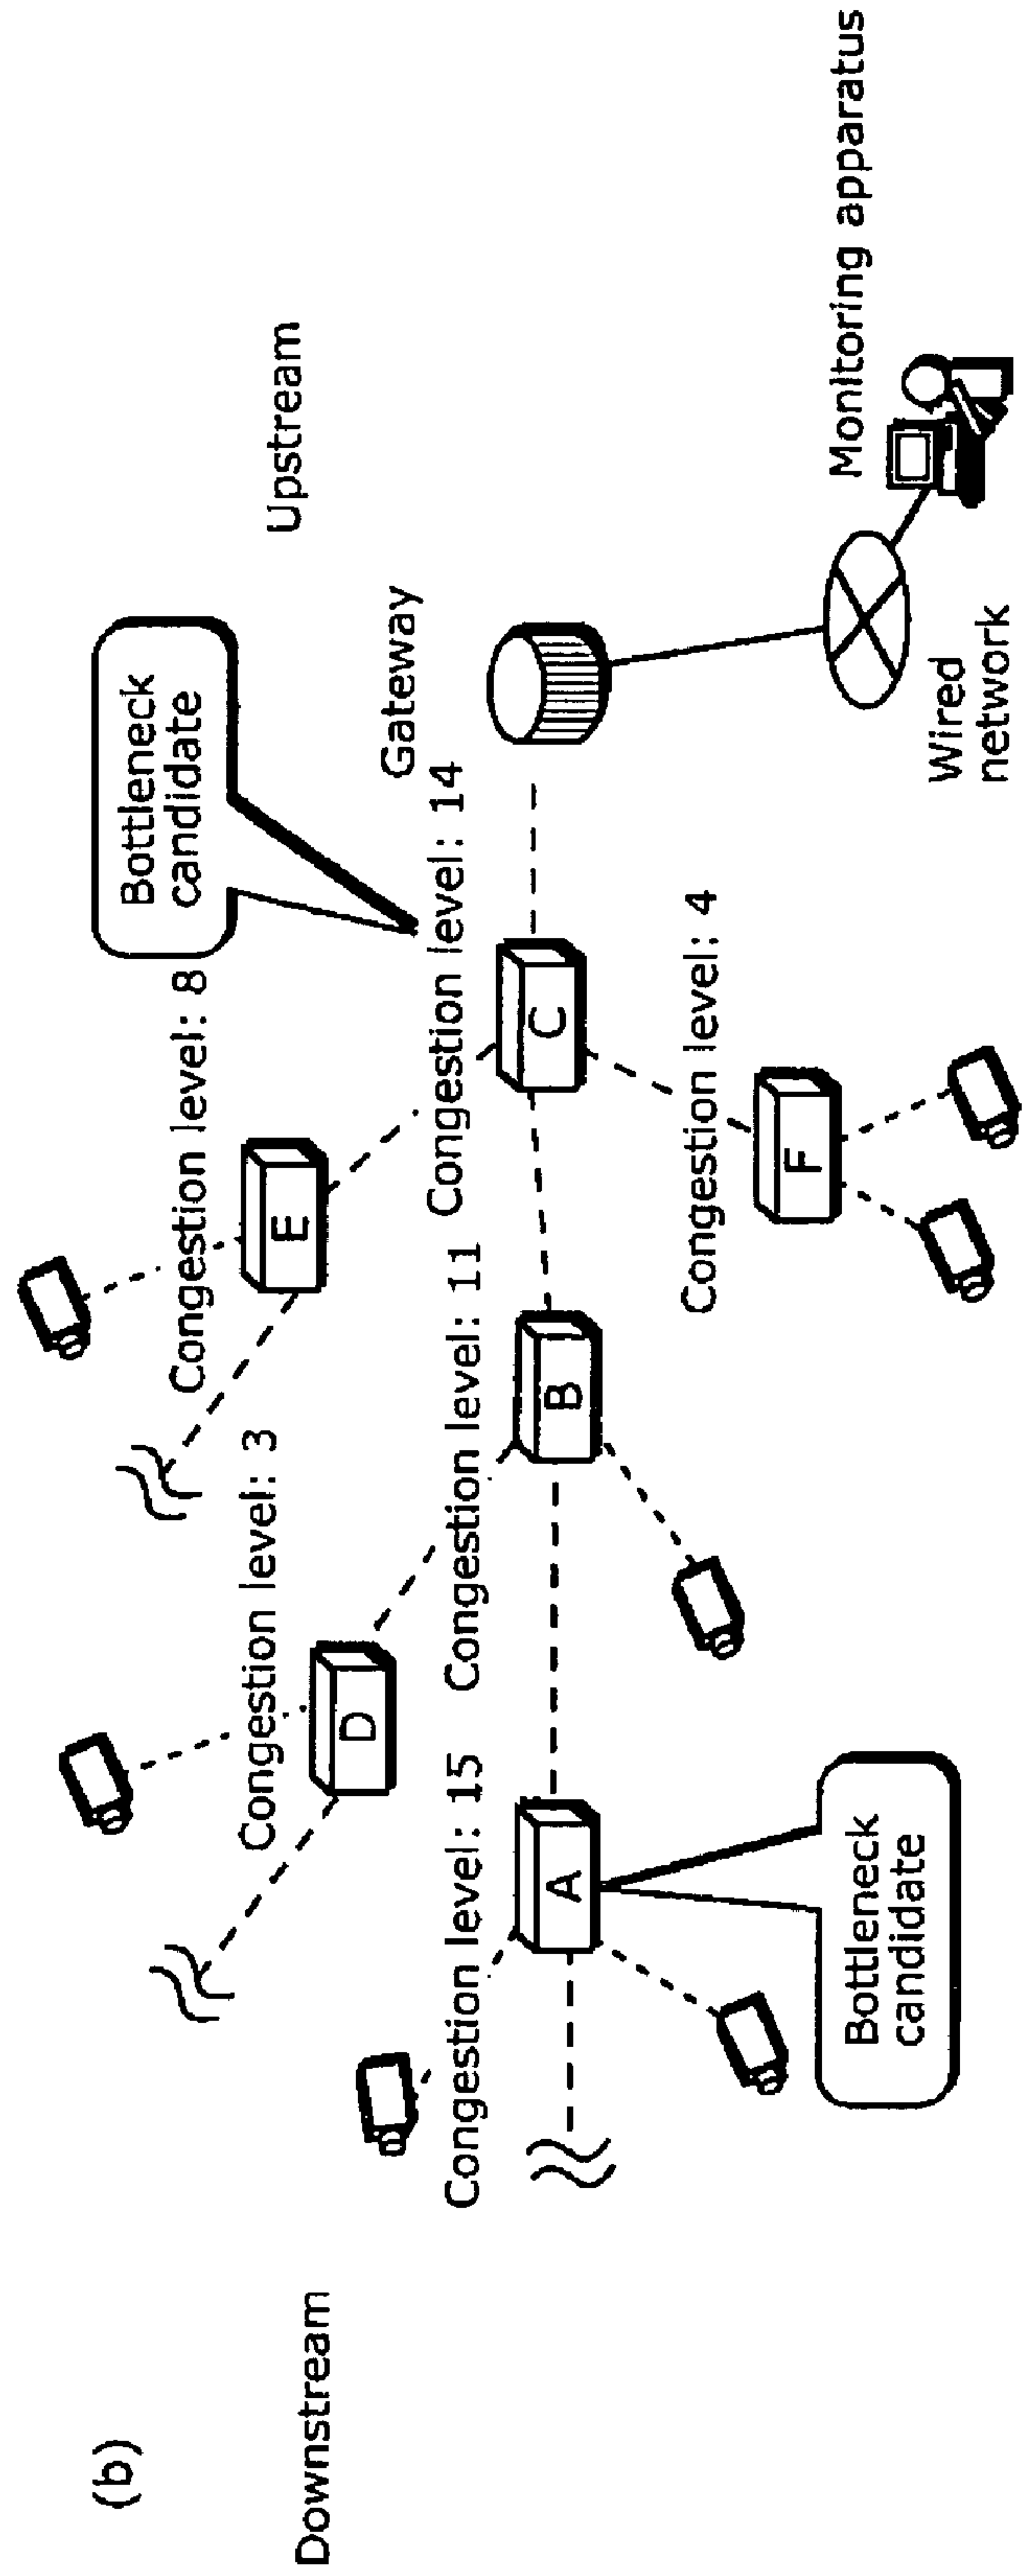 (b)
Downstream
Upstream
Bottleneck
candidate
Congestion level: 8
Congestion level: 3
Gateway
Congestion level: 15
Congestion level: 11
Congestion level: 14
E
D
A
B
C
F
Congestion level: 4
Bottleneck
candidate
Wired
network
Monitoring apparatus